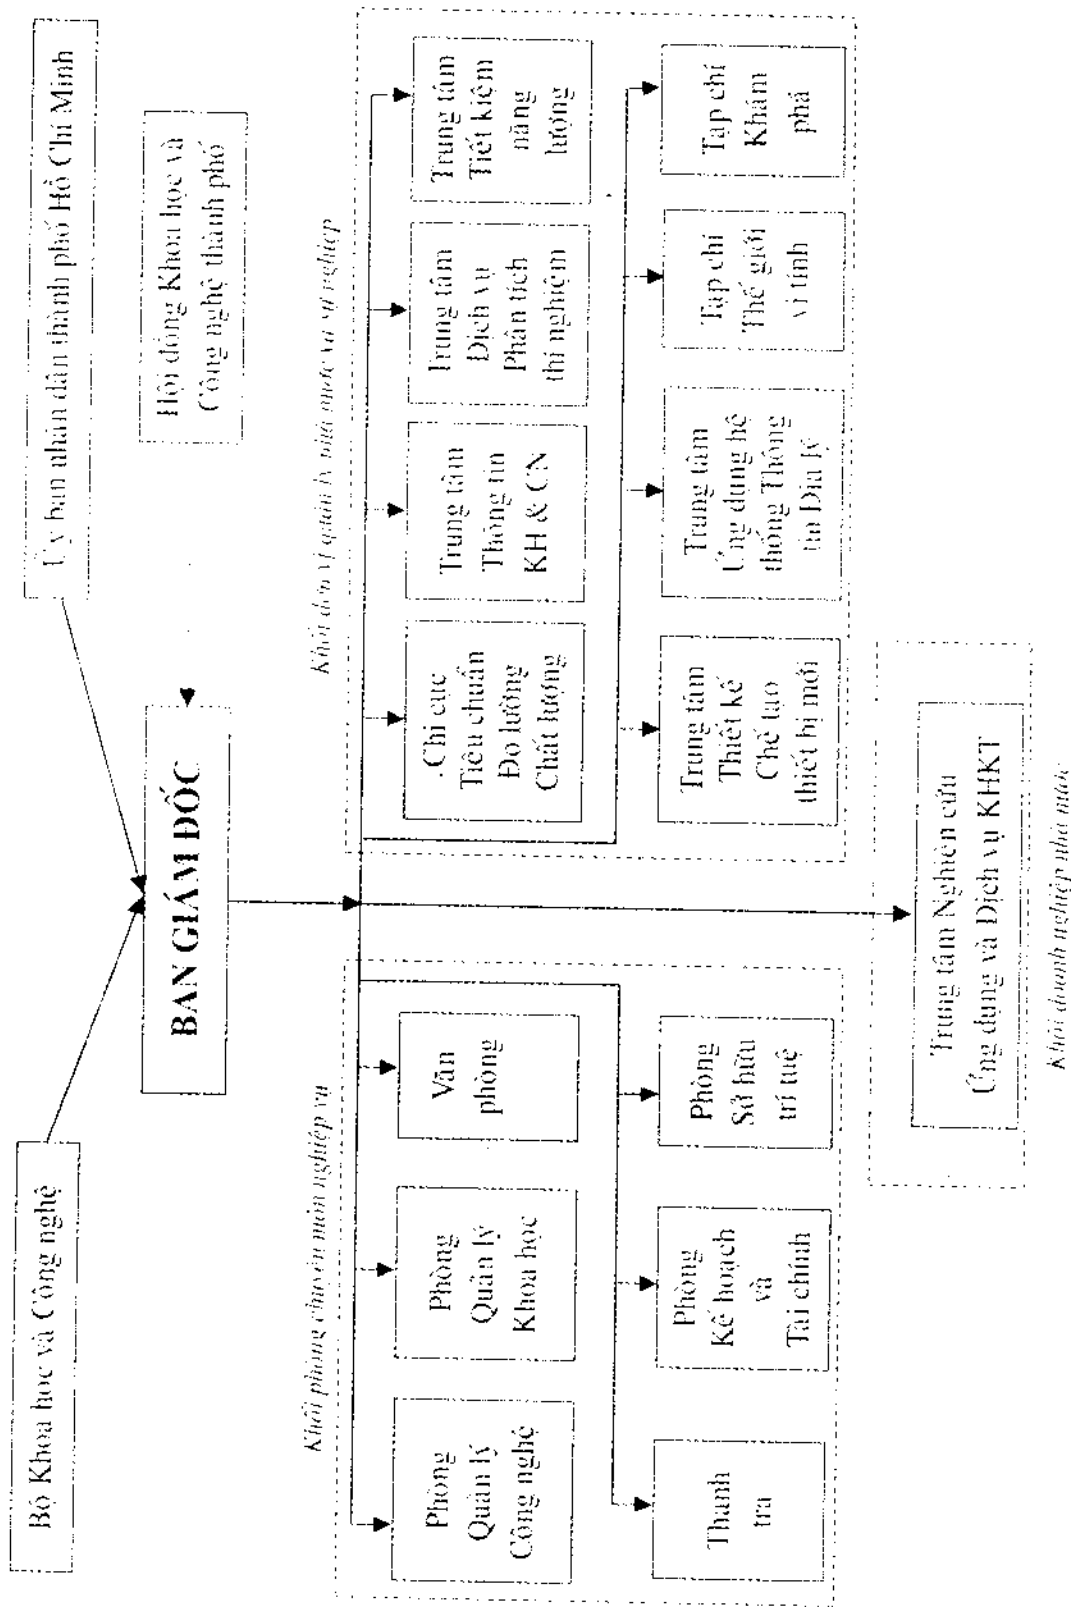 Bộ Khoa học và Công nghệ
Ủy ban nhân dân thành phố Hồ Chí Minh
Hội đồng Khoa học và
Công nghệ thành phố
BAN GIÁM ĐỐC
Khối phòng chuyên môn nghiệp vụ
Phòng
Quản lý
Công nghệ
Phòng
Quản lý
Khoa học
Văn
phòng
Thanh
tra
Phòng
Kế hoạch
và
Tài chính
Phòng
Sở hữu
trí tuệ
Khối đơn vị quản lý nhà nước và sự nghiệp
Chi cục
Tiêu chuẩn
Đo lường
Chất lượng
Trung tâm
Thông tin
KH & CN
Trung tâm
Dịch vụ
Phân tích
thí nghiệm
Trung tâm
Tiết kiệm
năng
lượng
Trung tâm
Thiết kế
Chế tạo
thiết bị mới
Trung tâm
Ứng dụng hệ
thống Thông
tin Địa lý
Tạp chí
Thế giới
vi tính
Tạp chí
Khám
phá
Trung tâm Nghiên cứu
Ứng dụng và Dịch vụ KHKT
Khối doanh nghiệp nhà nước